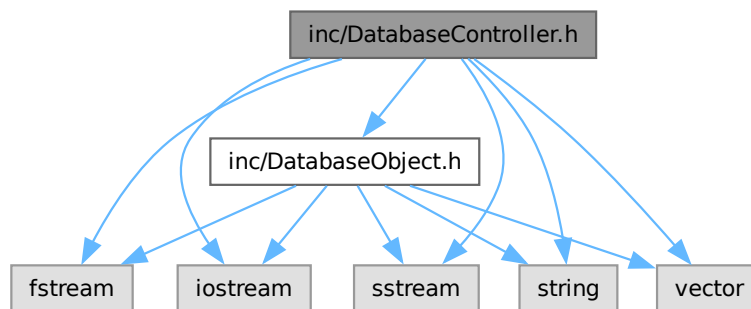 inc/DatabaseController.h
inc/DatabaseObject.h
fstream
iostream
sstream
string
vector